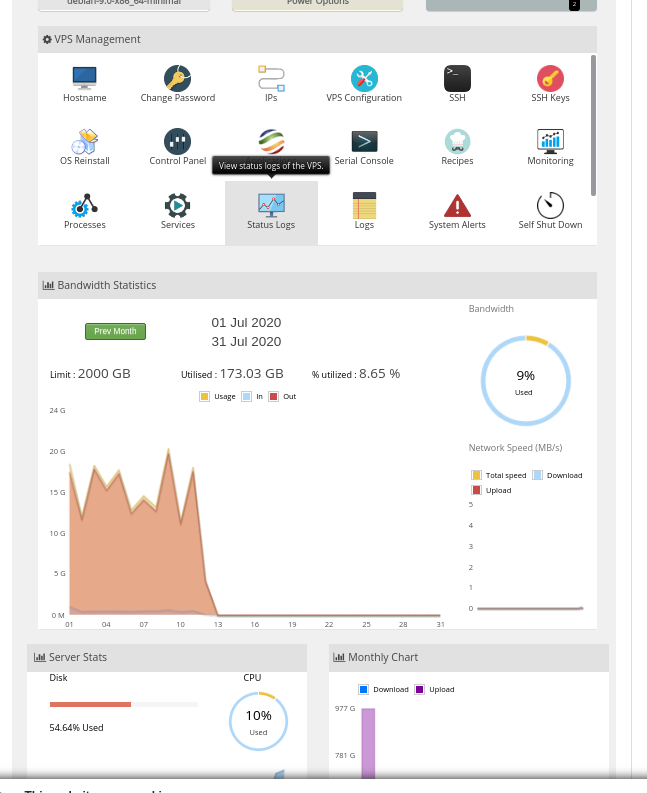 debian-9.0-x86_64-minimal
Power Options
2
VPS Management
Hostname
Change Password
IPs
VPS Configuration
SSH
SSH Keys
>_
OS Reinstall
Control Panel
Serial Console
Recipes
Monitoring
View status logs of the VPS.
Processes
Services
Status Logs
Logs
System Alerts
Self Shut Down
Bandwidth Statistics
Prev Month
01 Jul 2020
31 Jul 2020
Limit : 2000 GB
Utilised : 173.03 GB
% utilized : 8.65 %
Usage
In
Out
24 G
20 G
15 G
10 G
5 G
0 M
01
04
07
10
13
16
19
22
25
28
31
Bandwidth
9%
Used
Network Speed (MB/s)
Total speed
Download
Upload
5
4
3
2
1
0
Server Stats
Disk
54.64% Used
CPU
10%
Used
Monthly Chart
Download
Upload
977 G
781 G